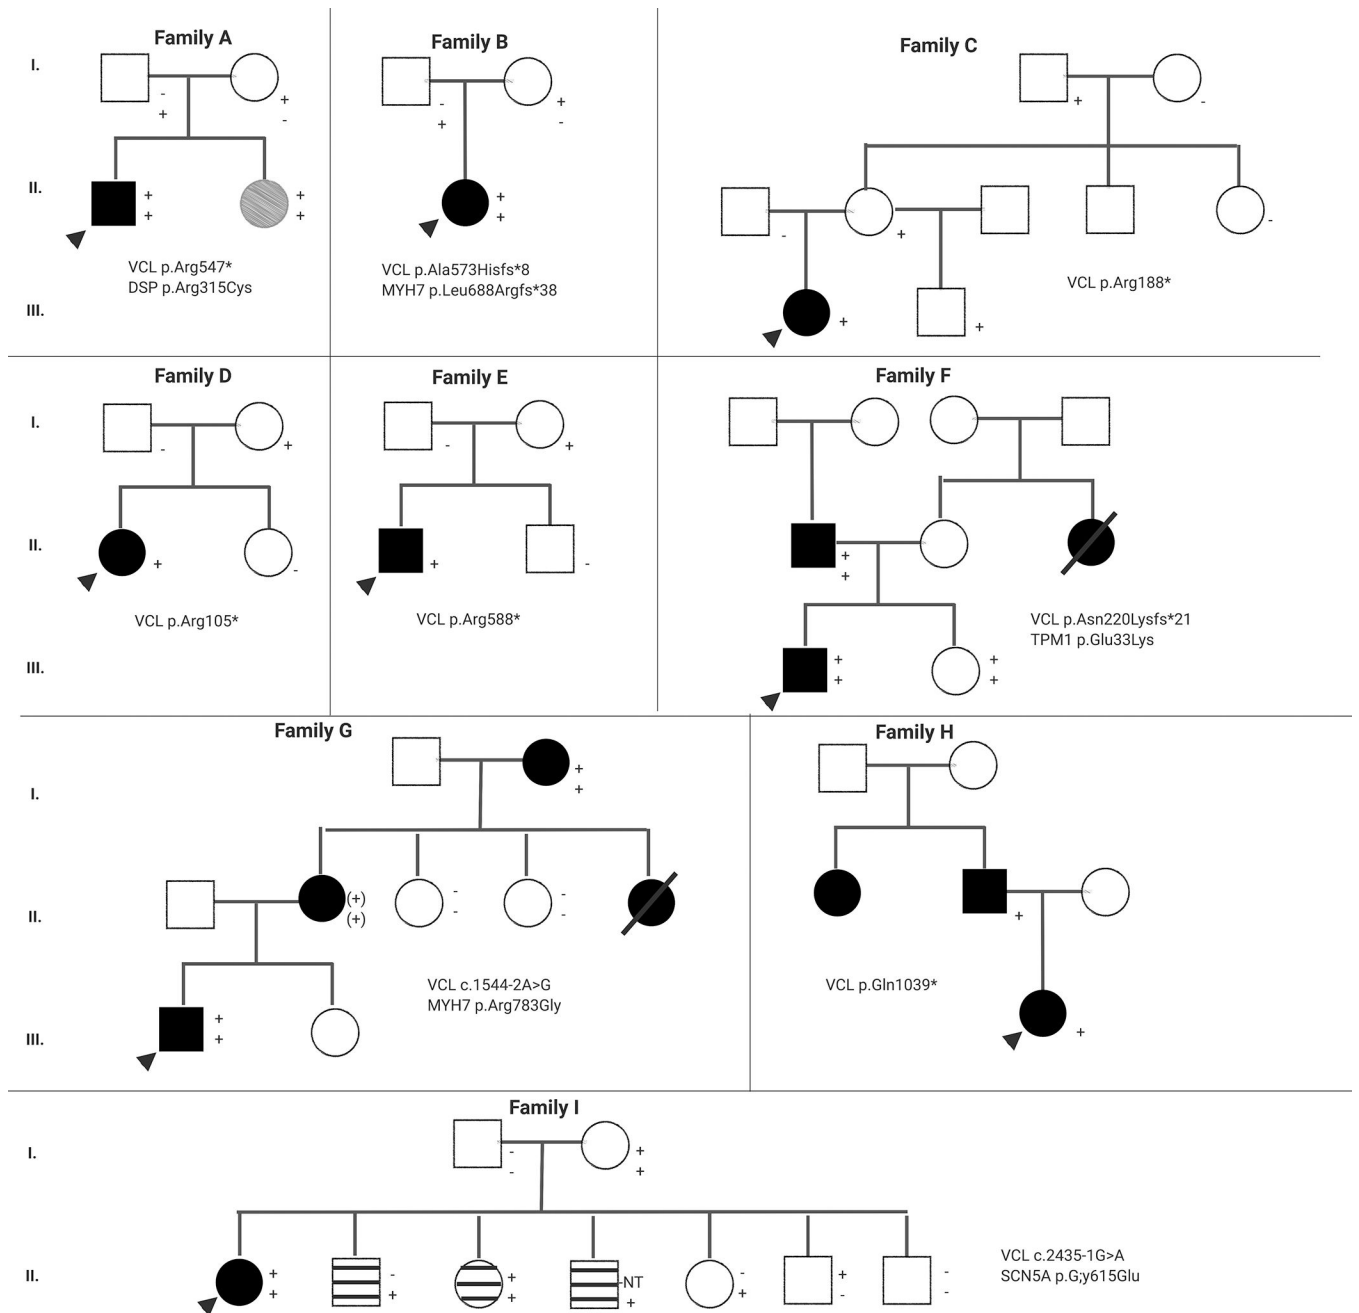 Family A
Family B
Family C
I.
-
+
+
-
-
+
+
-
+
-
II.
+
+
+
+
+
+
-
+
-
VCL p.Arg547*
DSP p.Arg315Cys
VCL p.Ala573Hisfs*8
MYH7 p.Leu688Argfs*38
VCL p.Arg188*
III.
+
+
Family D
Family E
Family F
I.
-
+
-
+
II.
+
-
+
-
+
+
VCL p.Arg105*
VCL p.Arg588*
VCL p.Asn220Lysfs*21
TPM1 p.Glu33Lys
III.
+
+
+
+
Family G
Family H
I.
+
+
II.
(+)
(+)
-
-
-
-
+
VCL c.1544-2A>G
MYH7 p.Arg783Gly
VCL p.Gln1039*
III.
+
+
+
Family I
I.
-
-
+
+
II.
+
+
-
+
+
+
-NT
+
-
+
+
-
-
-
VCL c.2435-1G>A
SCN5A p.G;y615Glu